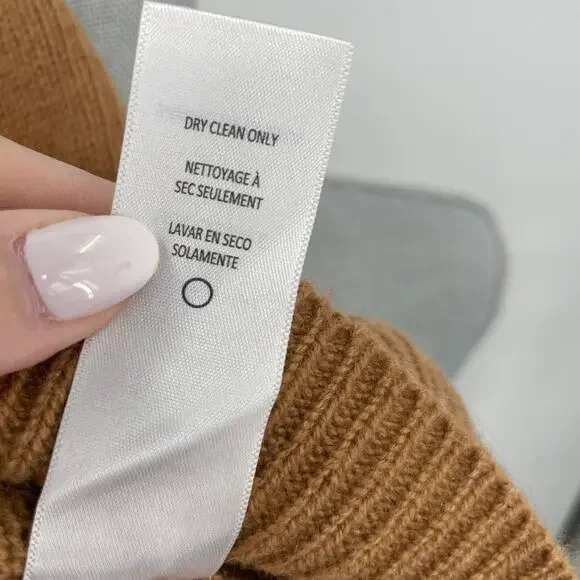 DRY CLEAN ONLY
NETTOYAGE À
SEC SEULEMENT
LAVAR EN SECO
SOLAMENTE